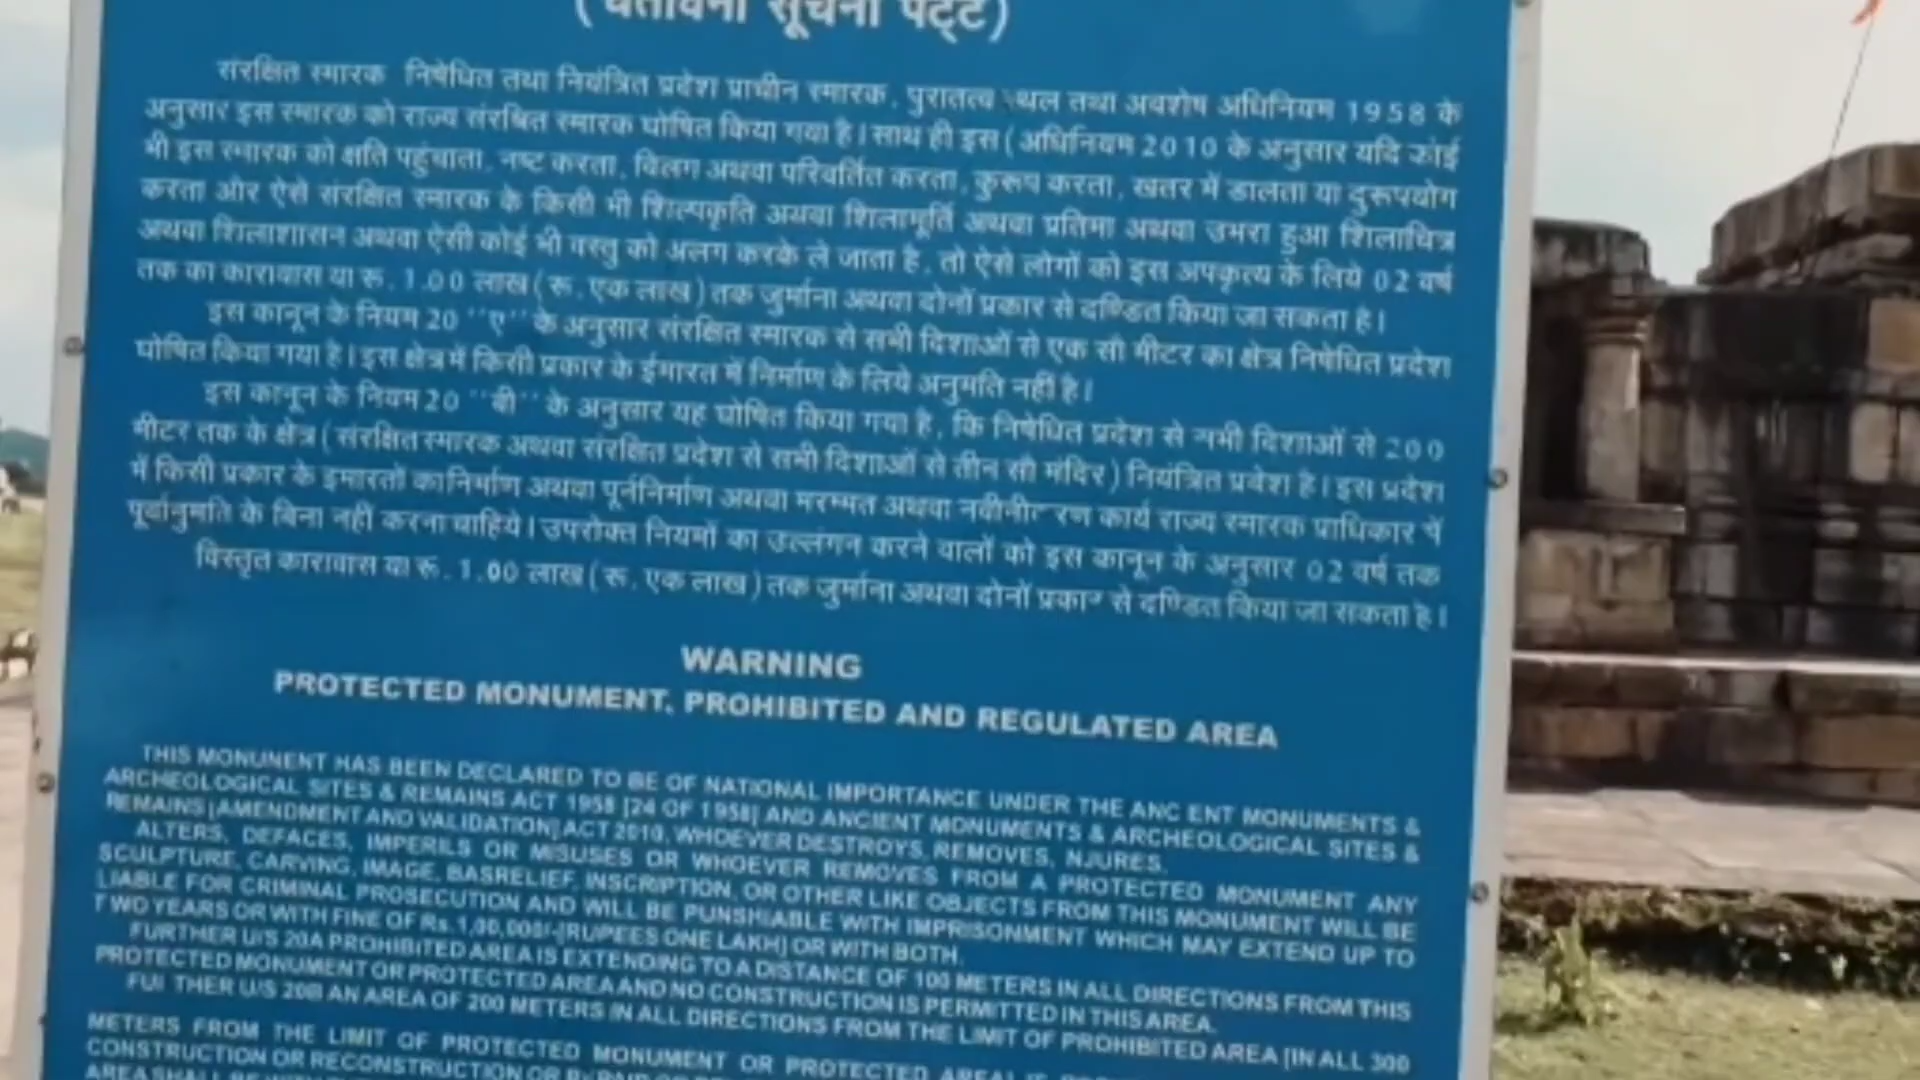 (चेतावनी सूचना पट्ट)
संरक्षित स्मारक निषेधित तथा नियंत्रित प्रदेश प्राचीन स्मारक, पुरातत्व स्थल तथा अवशेष अधिनियम 1958 के
अनुसार इस स्मारक को राज्य संरक्षित स्मारक घोषित किया गया है। साथ ही इस (अधिनियम 2010 के अनुसार यदि कोई
भी इस स्मारक को क्षति पहुंचाता, नष्ट करता, विलग अथवा परिवर्तित करता, कुरूप करता, खतर में डालता या दुरूपयोग
करता ओर ऐसे संरक्षित स्मारक के किसी भी शिल्पकृति अथवा शिलामूर्ति अथवा प्रतिमा अथवा उभरा हुआ शिलाचित्र
अथवा शिलाशासन अथवा ऐसी कोई भी वस्तु को अलग करके ले जाता है, तो ऐसे लोगों को इस अपकृत्य के लिये 02 वर्ष
तक का कारावास या रू. 1.00 लाख (रू. एक लाख) तक जुर्माना अथवा दोनों प्रकार से दण्डित किया जा सकता है।
इस कानून के नियम 20 ''ए'' के अनुसार संरक्षित स्मारक से सभी दिशाओं से एक सौ मीटर का क्षेत्र निषेधित प्रदेश
घोषित किया गया है। इस क्षेत्र में किसी प्रकार के ईमारत में निर्माण के लिये अनुमति नहीं है।
इस कानून के नियम 20 ''बी'' के अनुसार यह घोषित किया गया है, कि निषेधित प्रदेश से सभी दिशाओं से 200
मीटर तक के क्षेत्र (संरक्षित स्मारक अथवा संरक्षित प्रदेश से सभी दिशाओं से तीन सौ मंदिर) नियंत्रित प्रवेश है। इस प्रदेश
में किसी प्रकार के इमारतों का निर्माण अथवा पूर्ननिर्माण अथवा मरम्मत अथवा कार्य राज्य स्मारक प्राधिकार में
पूर्वानुमति के बिना नहीं करना चाहिये। उपरोक्त नियमों का उल्लंगन करने वालों को इस कानून के अनुसार 02 वर्ष तक
विस्तृत कारावास या रू. 1.00 लाख (रू. एक लाख) तक जुर्माना अथवा दोनों प्रकार से दण्डित किया जा सकता है।
WARNING
PROTECTED MONUMENT, PROHIBITED AND REGULATED AREA
THIS MONUNENT HAS BEEN DECLARED TO BE OF NATIONAL IMPORTANCE UNDER THE ANC ENT MONUMENTS &
ARCHEOLOGICAL SITES & REMAINS ACT 1958 [24 OF 1958] AND ANCIENT MONUMENTS & ARCHEOLOGICAL SITES &
REMAINS [AMENDMENT AND VALIDATION] ACT 2010, WHOEVER DESTROYS, REMOVES, NJURES,
ALTERS, DEFACES, IMPERILS OR MISUSES OR WHOEVER REMOVES FROM A PROTECTED MONUMENT ANY
SCULPTURE, CARVING, IMAGE, BASRELIEF, INSCRIPTION, OR OTHER LIKE OBJECTS FROM THIS MONUMENT WILL BE
LIABLE FOR CRIMINAL PROSECUTION AND WILL BE PUNSHIABLE WITH IMPRISONMENT WHICH MAY EXTEND UP TO
TWO YEARS OR WITH FINE OF Rs. 1,00,000/-[RUPEES ONE LAKH] OR WITH BOTH.
FURTHER U/S 20A PROHIBITED AREA IS EXTENDING TO A DISTANCE OF 100 METERS IN ALL DIRECTIONS FROM THIS
PROTECTED MONUMENT OR PROTECTED AREA AND NO CONSTRUCTION IS PERMITTED IN THIS AREA.
FUI THER U/S 20B AN AREA OF 200 METERS IN ALL DIRECTIONS FROM THE LIMIT OF PROHIBITED AREA [IN ALL 300
METERS FROM THE LIMIT OF PROTECTED MONUMENT OR PROTECTED AREA]
CONSTRUCTION OR RECONSTRUCTION OR
AREA SHALL BE